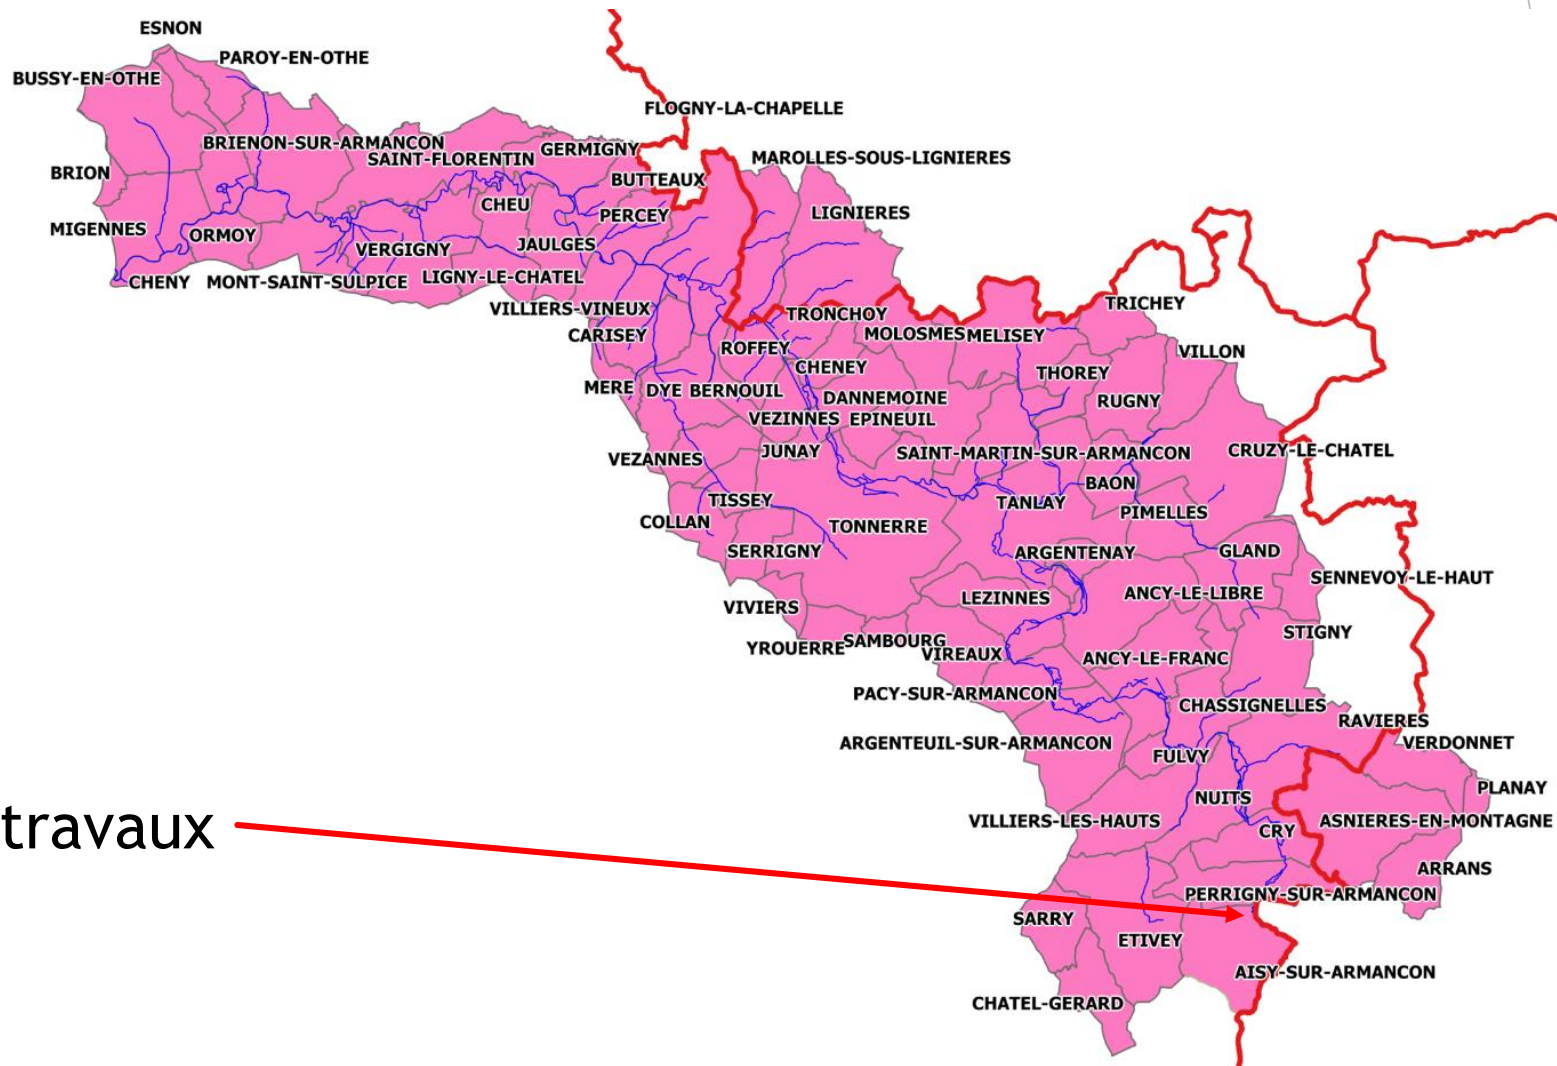 ESNON
PAROY-EN-OTHE
BUSSY-EN-OTHE
FLOGNY-LA-CHAPELLE
BRIENON-SUR-ARMANCON
GERMIGNY
SAINT-FLORENTIN
MAROLLES-SOUS-LIGNIERES
BRION
BUTTEAUX
CHEU
PERCEY
LIGNIERES
MIGENNES
ORMOY
JAULGES
VERGIGNY
CHENY
MONT-SAINT-SULPICE
LIGNY-LE-CHATEL
TRICHEY
VILLIERS-VINEUX
TRONCHOY
CARISEY
MOLOSMES
MELISEY
ROFFEY
VILLON
CHENEY
THOREY
MERE
DYE
BERNOUIL
DANNEMOINE
RUGNY
VEZINNES
EPINEUIL
JUNAY
SAINT-MARTIN-SUR-ARMANCON
CRUZY-LE-CHATEL
VEZANNES
BAON
TISSEY
TANLAY
PIMELLES
COLLAN
TONNERRE
SERRIGNY
ARGENTENAY
GLAND
SENNEVOY-LE-HAUT
LEZINNES
ANCY-LE-LIBRE
VIVIERS
STIGNY
YROUERRE
SAMBOURG
VIREAUX
ANCY-LE-FRANC
PACY-SUR-ARMANCON
CHASSIGNELLES
RAVIERES
ARGENTEUIL-SUR-ARMANCON
VERDONNET
FULVY
PLANAY
NUITS
travaux
VILLIERS-LES-HAUTS
CRY
ASNIERES-EN-MONTAGNE
ARRANS
PERRIGNY-SUR-ARMANCON
SARRY
ETIVEY
AISY-SUR-ARMANCON
CHATEL-GERARD